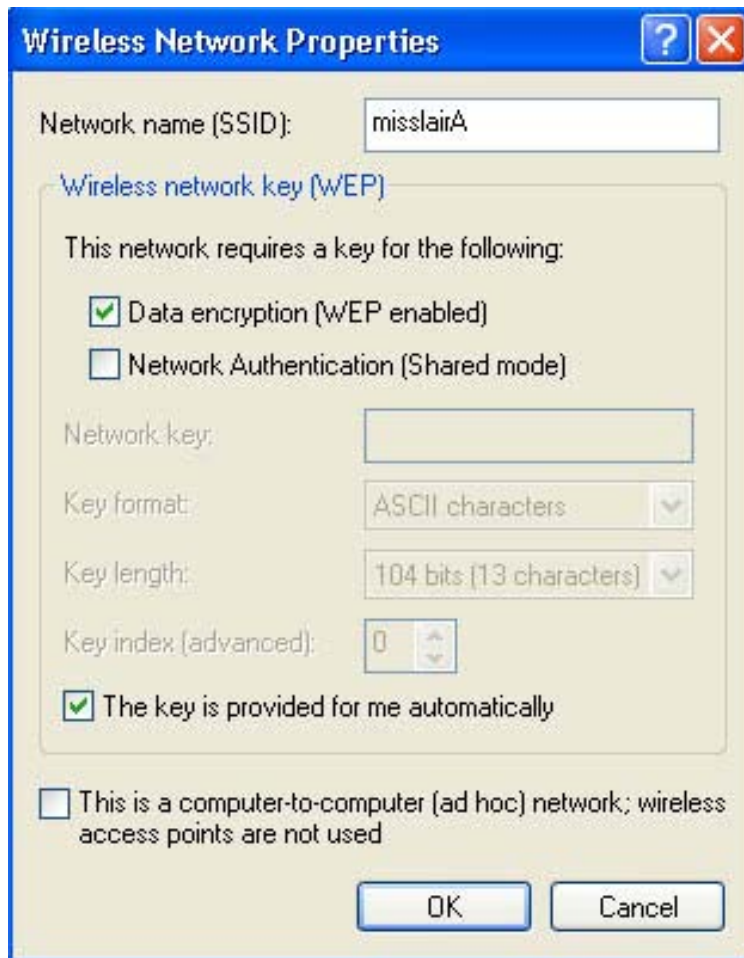 Wireless Network Properties
Network name (SSID): misslairA
Wireless network key (WEP)
This network requires a key for the following:
Data encryption (WEP enabled)
Network Authentication (Shared mode)
Network key:
Key format: ASCII characters
Key length: 104 bits (13 characters)
Key index (advanced): 0
The key is provided for me automatically
This is a computer-to-computer (ad hoc) network; wireless
access points are not used
OK Cancel